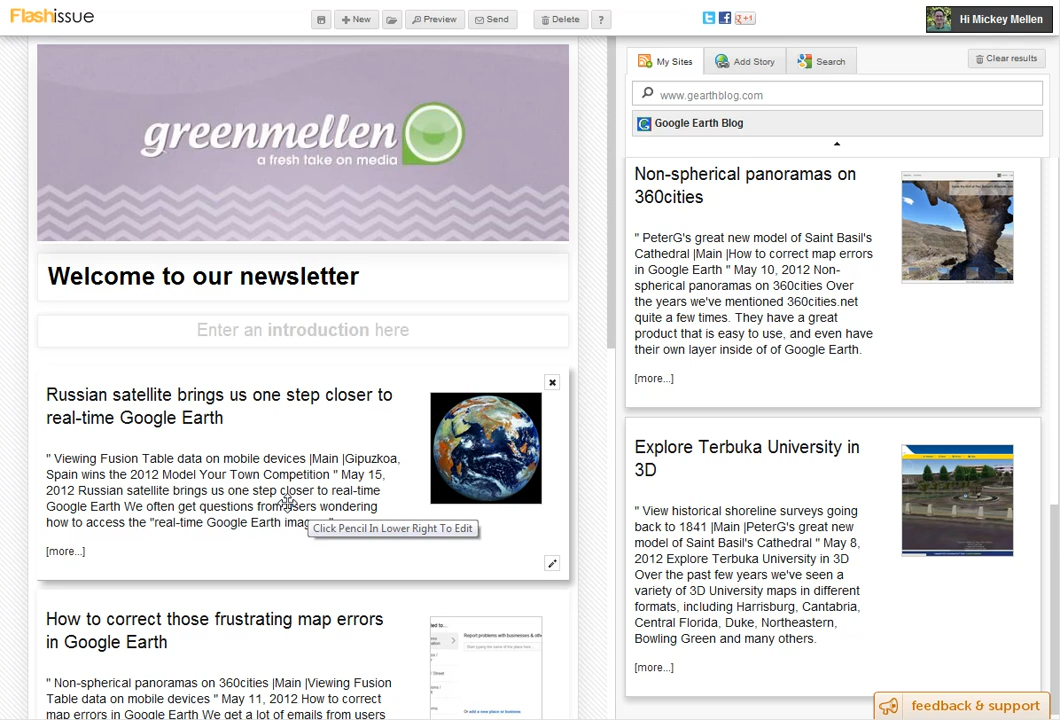 Flashissue
New
Preview
Send
Delete
?
+1
Hi Mickey Mellen
greenmellen
a fresh take on media
Welcome to our newsletter
Enter an introduction here
Russian satellite brings us one step closer to
real-time Google Earth
" Viewing Fusion Table data on mobile devices |Main |Gipuzkoa,
Spain wins the 2012 Model Your Town Competition " May 15,
2012 Russian satellite brings us one step closer to real-time
Google Earth We often get questions from users wondering
how to access the "real-time Google Earth
Click Pencil In Lower Right To Edit
[more...]
How to correct those frustrating map errors
in Google Earth
" Non-spherical panoramas on 360cities |Main |Viewing Fusion
Table data on mobile devices " May 11, 2012 How to correct
map errors in Google Earth We get a lot of emails from users
Report problems with businesses &
Or add a new place or business
My Sites
Add Story
Search
Clear results
www.gearthblog.com
Google Earth Blog
Non-spherical panoramas on
360cities
" PeterG's great new model of Saint Basil's
Cathedral |Main |How to correct map errors
in Google Earth " May 10, 2012 Non-
spherical panoramas on 360cities Over
the years we've mentioned 360cities.net
quite a few times. They have a great
product that is easy to use, and even have
their own layer inside of of Google Earth.
[more...]
Explore Terbuka University in
3D
" View historical shoreline surveys going
back to 1841 |Main |PeterG's great new
model of Saint Basil's Cathedral " May 8,
2012 Explore Terbuka University in 3D
Over the past few years we've seen a
variety of 3D University maps in different
formats, including Harrisburg, Cantabria,
Central Florida, Duke, Northeastern,
Bowling Green and many others.
[more...]
feedback & support